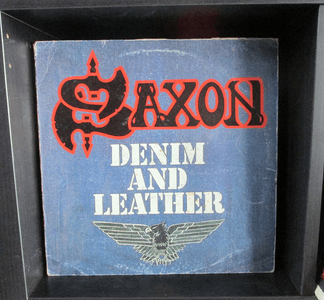 SAXON
DENIM
AND
LEATHER